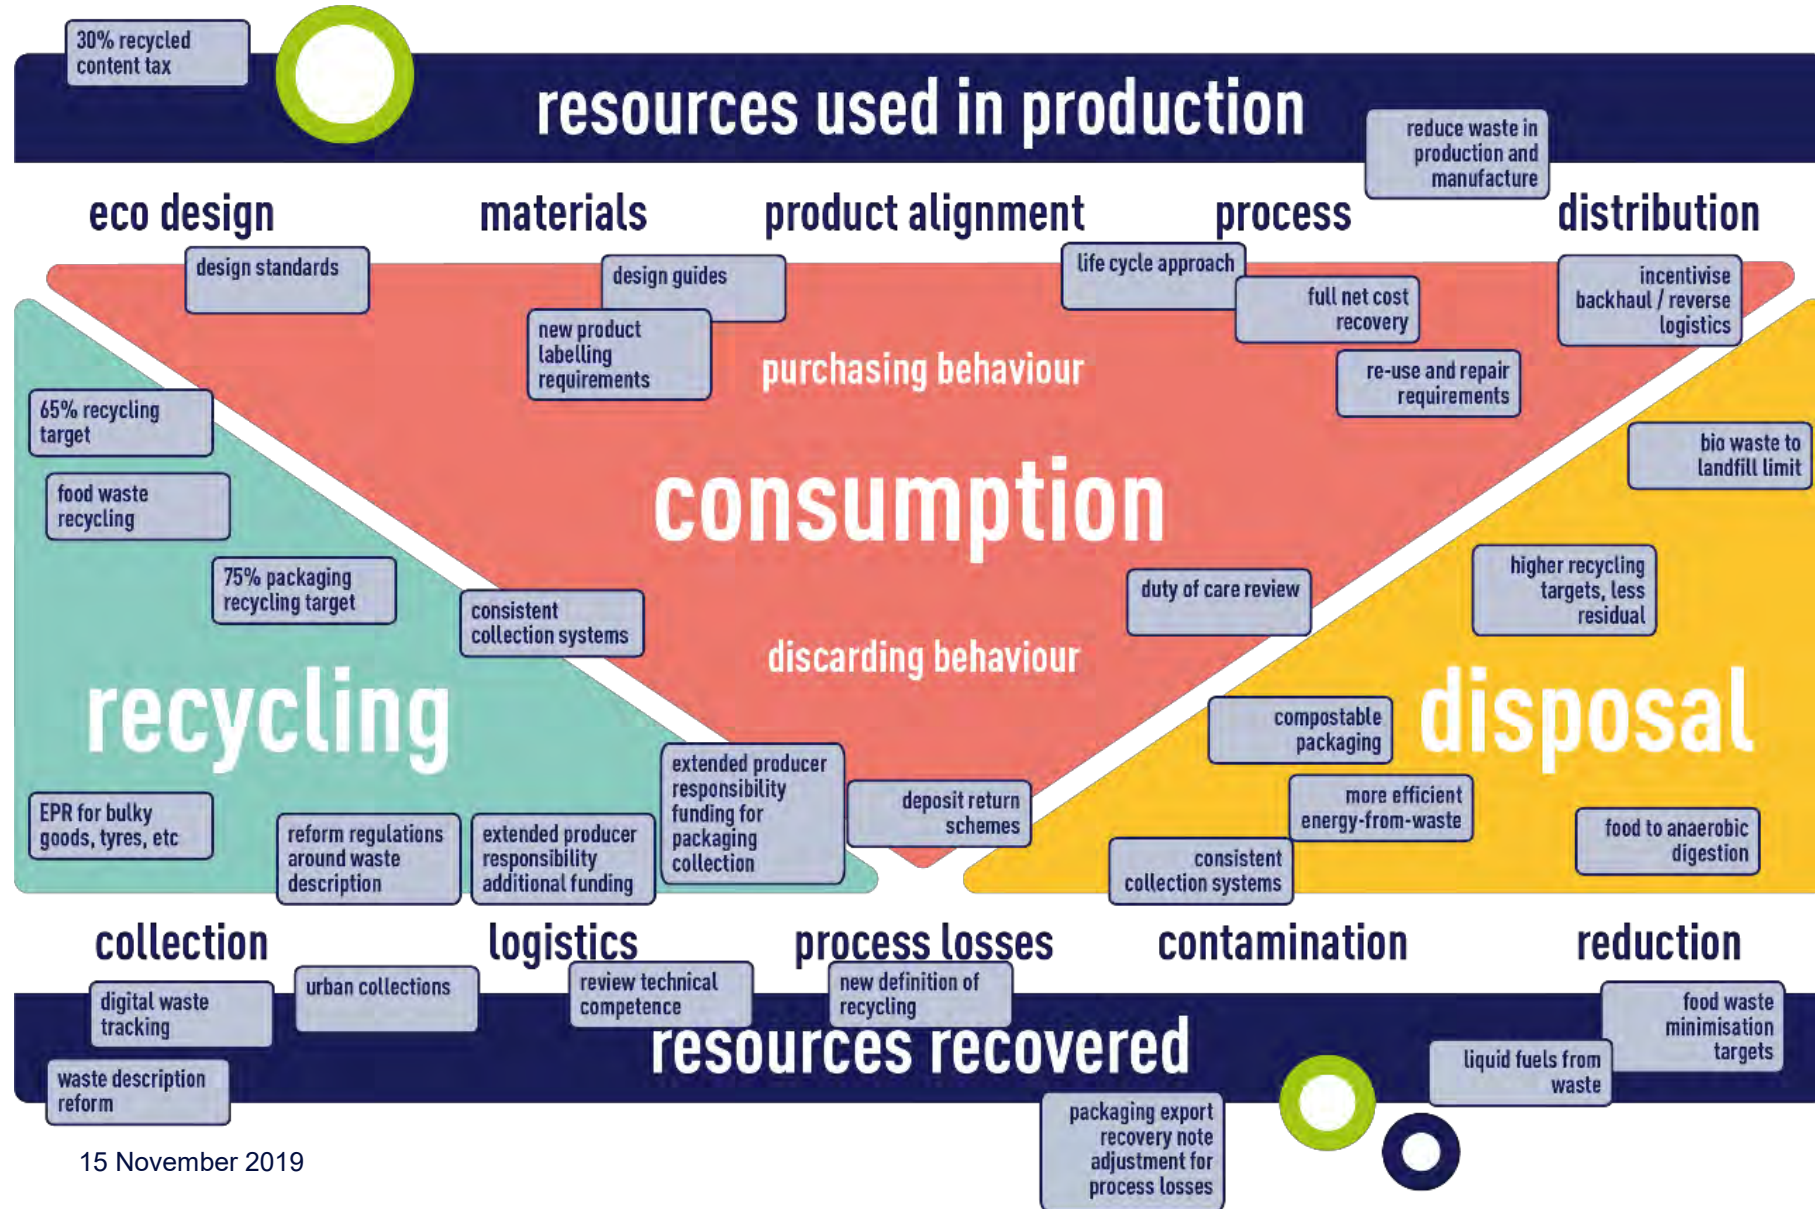 30% recycled
content tax
resources used in production
reduce waste in
production and
manufacture
eco design
materials
product alignment
process
distribution
design standards
design guides
life cycle approach
incentivise
backhaul / reverse
logistics
full net cost
recovery
new product
labelling
requirements
purchasing behaviour
re-use and repair
requirements
65% recycling
target
bio waste to
landfill limit
food waste
recycling
consumption
75% packaging
recycling target
higher recycling
targets, less
residual
consistent
collection systems
duty of care review
discarding behaviour
recycling
disposal
compostable
packaging
extended producer
responsibility
funding for
packaging
collection
deposit return
schemes
more efficient
energy-from-waste
EPR for bulky
goods, tyres, etc
reform regulations
around waste
description
extended producer
responsibility
additional funding
consistent
collection systems
food to anaerobic
digestion
collection
logistics
process losses
contamination
reduction
digital waste
tracking
urban collections
review technical
competence
new definition of
recycling
food waste
minimisation
targets
resources recovered
liquid fuels from
waste
waste description
reform
packaging export
recovery note
adjustment for
process losses
15 November 2019